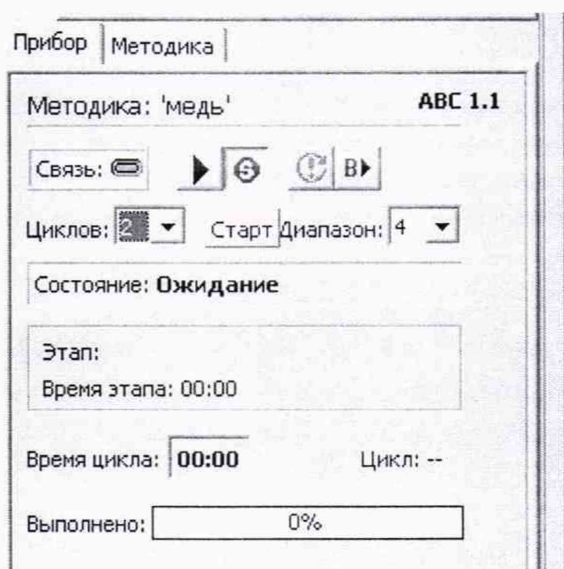 Прибор Методика
Методика: 'медь' ABC 1.1
Связь: B
Циклов: 2 Старт Диапазон: 4
Состояние: Ожидание
Этап:
Время этапа: 00:00
Время цикла: 00:00 Цикл: --
Выполнено: 0%